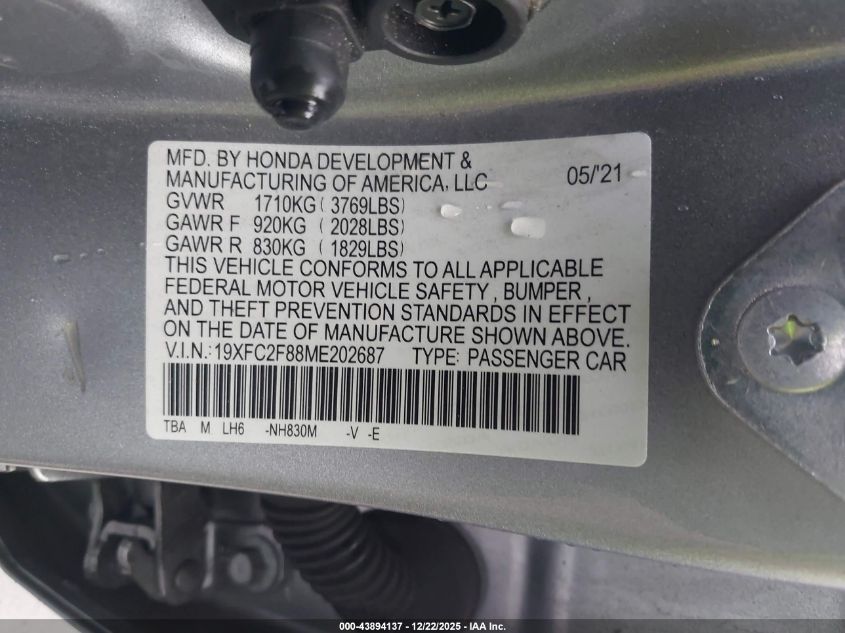 MFD. BY HONDA DEVELOPMENT &
MANUFACTURING OF AMERICA, LLC 05/'21
GVWR 1710KG ( 3769LBS)
GAWR F 920KG ( 2028LBS)
GAWR R 830KG ( 1829LBS)
THIS VEHICLE CONFORMS TO ALL APPLICABLE
FEDERAL MOTOR VEHICLE SAFETY , BUMPER ,
AND THEFT PREVENTION STANDARDS IN EFFECT
ON THE DATE OF MANUFACTURE SHOWN ABOVE.
V.I.N.:19XFC2F88ME202687 TYPE: PASSENGER CAR
TBA M LH6 -NH830M -V -E
000-43894137 - 12/22/2025 - IAA Inc.